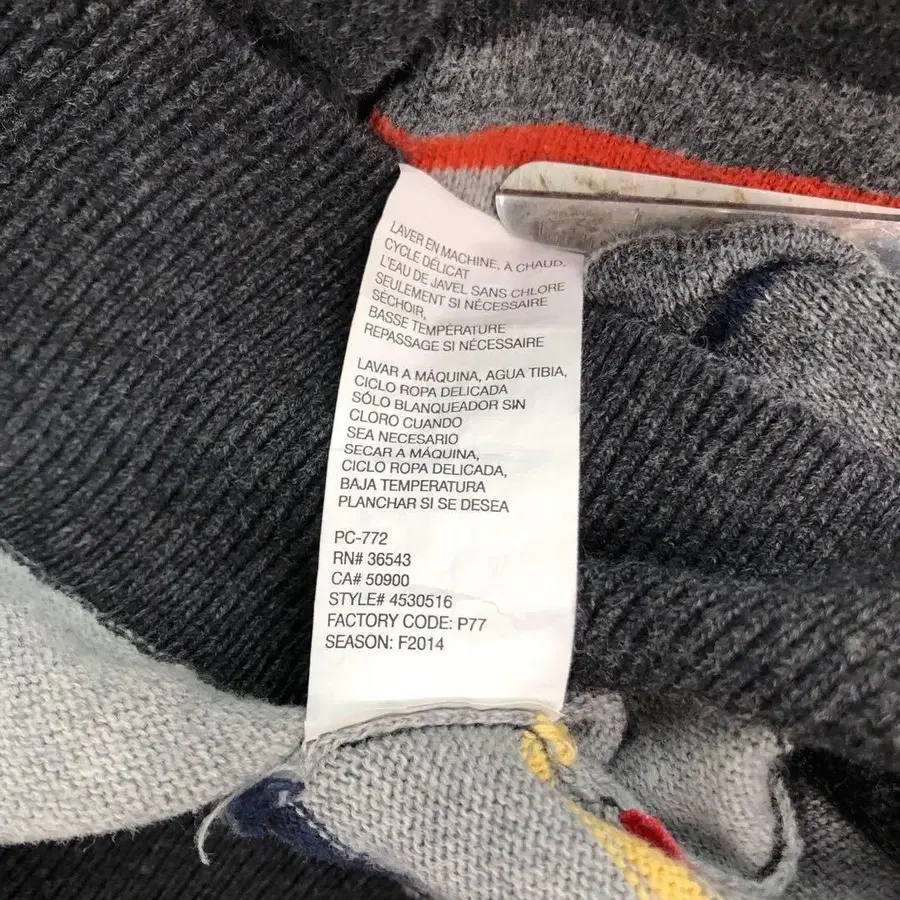 LAVER EN MACHINE, À CHAUD,
CYCLE DÉLICAT
L'EAU DE JAVEL SANS CHLORE
SEULEMENT SI NÉCESSAIRE
SÉCHOIR,
BASSE TEMPÉRATURE
REPASSAGE SI NÉCESSAIRE
LAVAR A MÁQUINA, AGUA TIBIA,
CICLO ROPA DELICADA
SÓLO BLANQUEADOR SIN
CLORO CUANDO
SEA NECESARIO
SECAR A MÁQUINA,
CICLO ROPA DELICADA,
BAJA TEMPERATURA
PLANCHAR SI SE DESEA
PC-772
RN# 36543
CA# 50900
STYLE# 4530516
FACTORY CODE: P77
SEASON: F2014